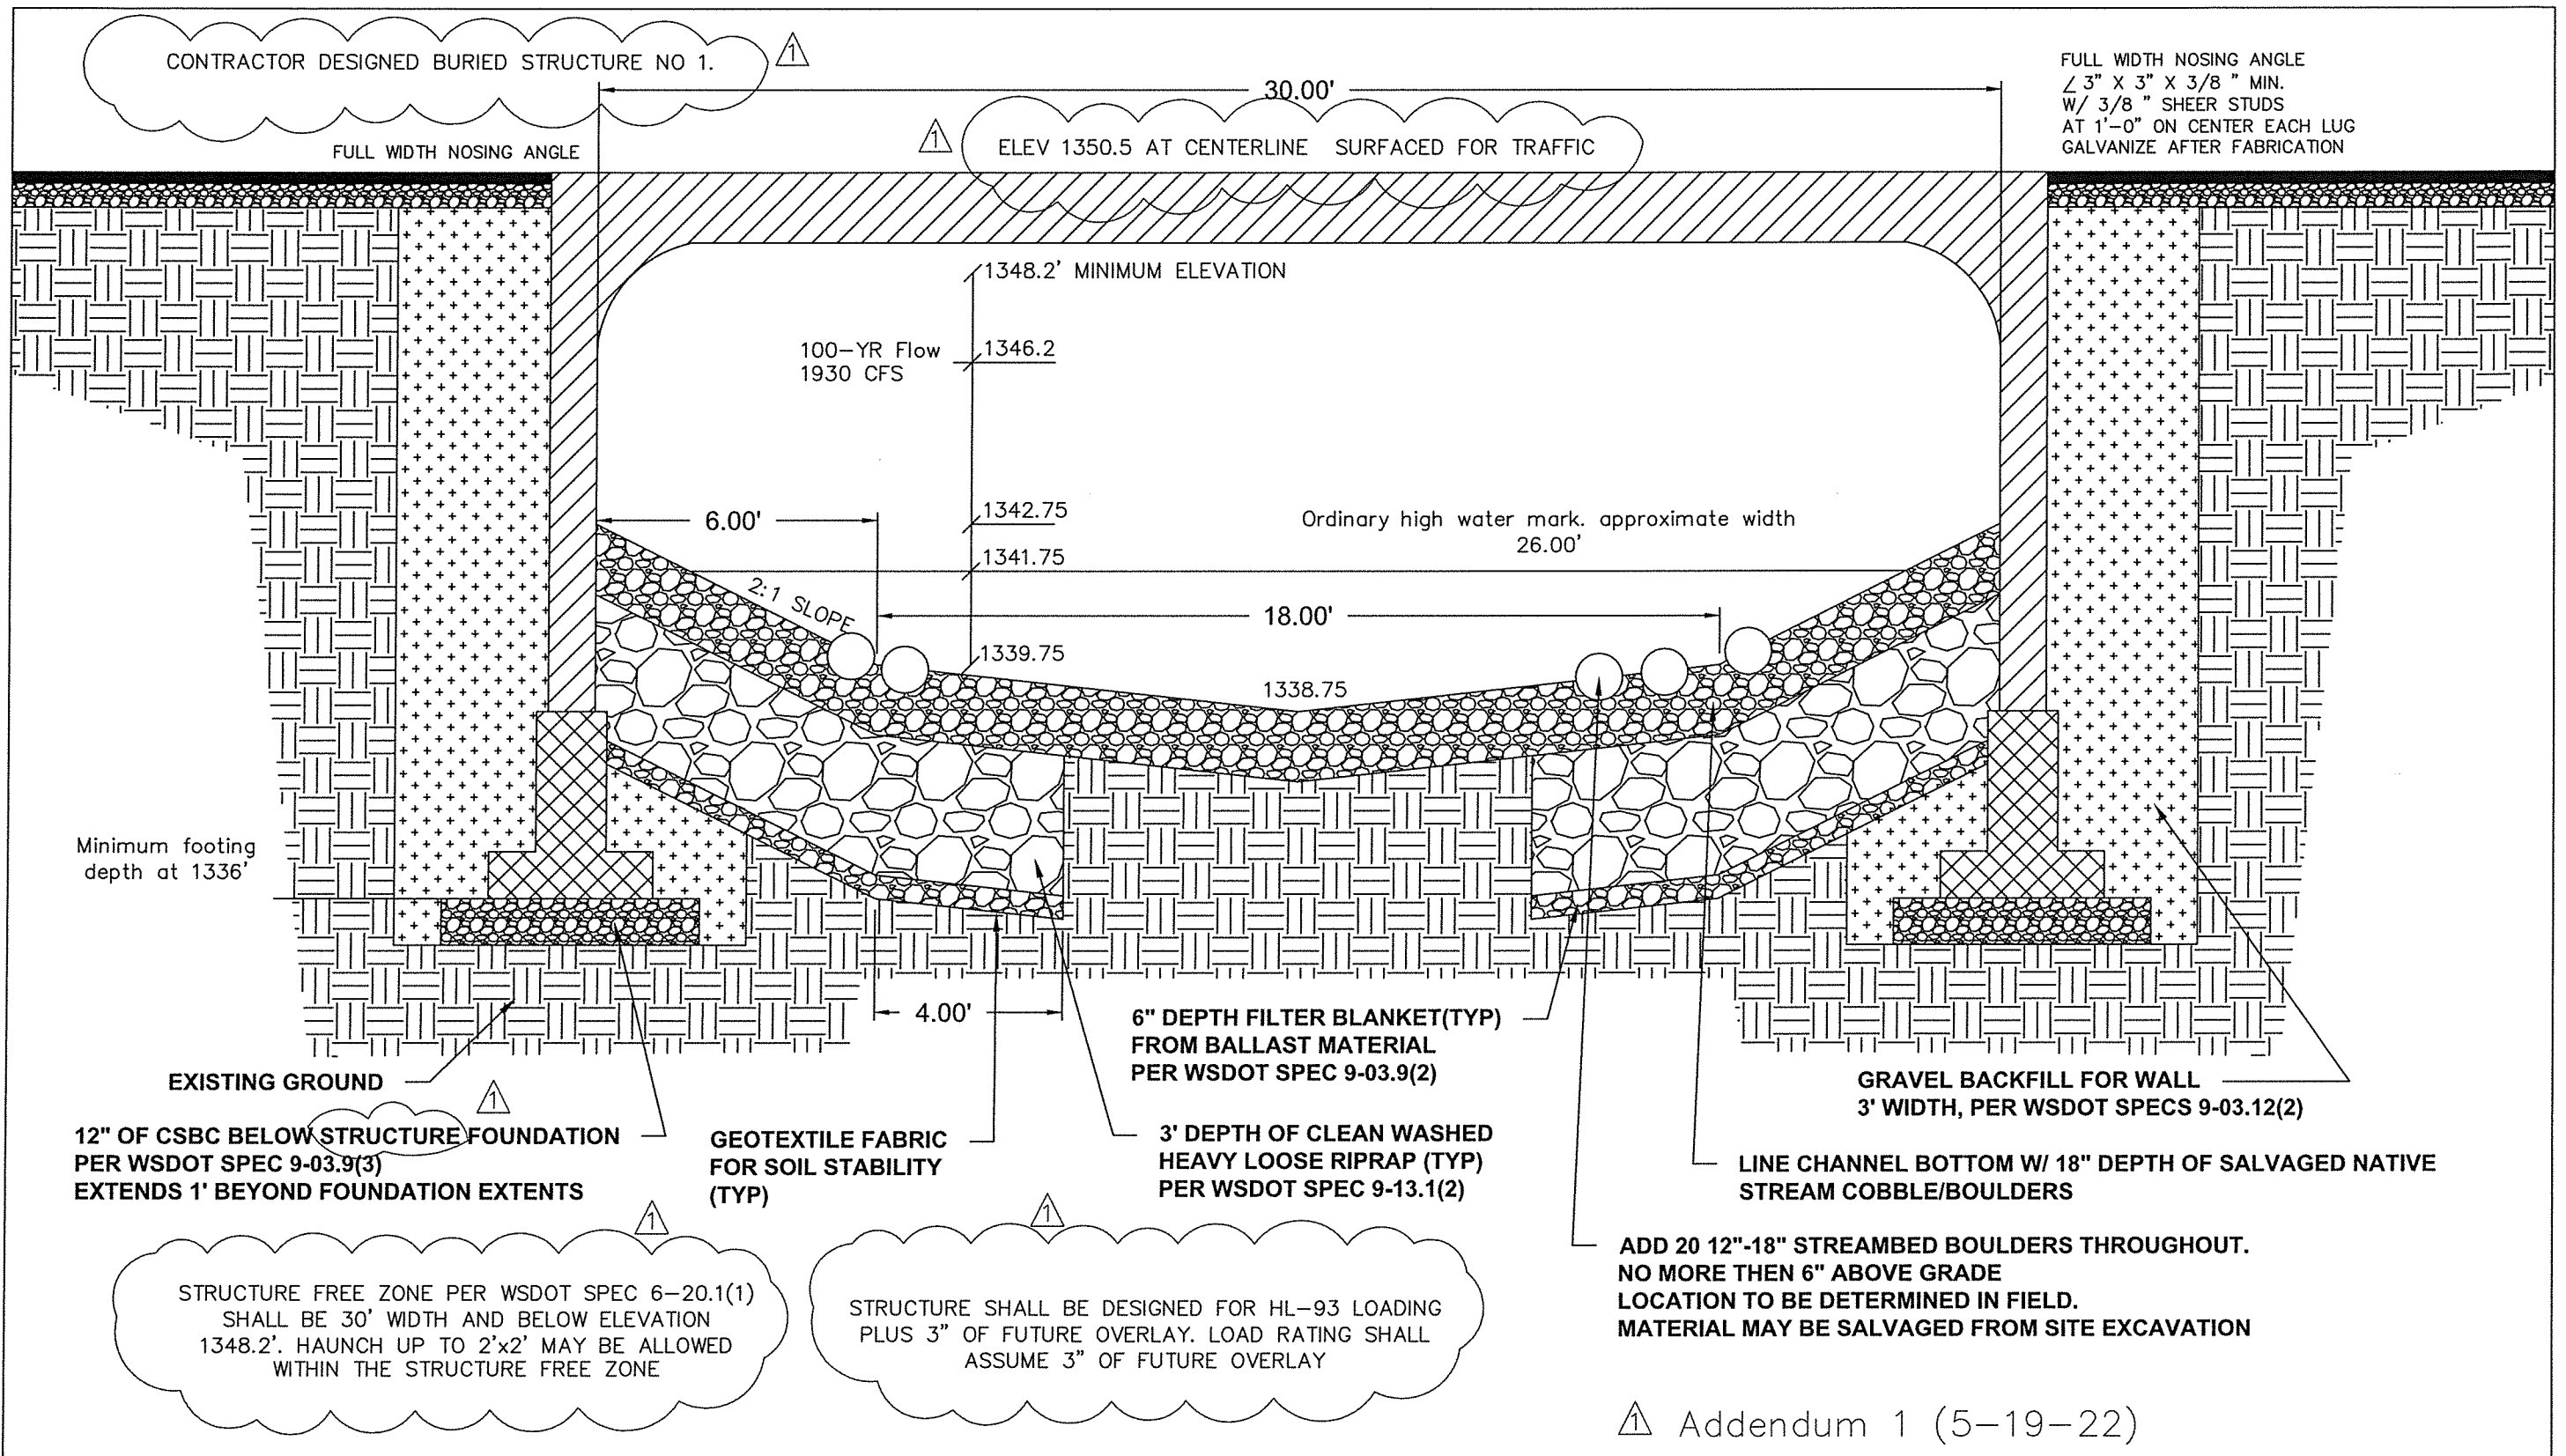 CONTRACTOR DESIGNED BURIED STRUCTURE NO 1.
1
FULL WIDTH NOSING ANGLE
∠ 3" X 3" X 3/8 " MIN.
W/ 3/8 " SHEER STUDS
AT 1'-0" ON CENTER EACH LUG
GALVANIZE AFTER FABRICATION
30.00'
1
ELEV 1350.5 AT CENTERLINE SURFACED FOR TRAFFIC
FULL WIDTH NOSING ANGLE
1348.2' MINIMUM ELEVATION
100-YR Flow
1930 CFS
1346.2
6.00'
1342.75
Ordinary high water mark. approximate width
26.00'
1341.75
2:1 SLOPE
18.00'
1339.75
1338.75
Minimum footing
depth at 1336'
4.00'
6" DEPTH FILTER BLANKET(TYP)
FROM BALLAST MATERIAL
PER WSDOT SPEC 9-03.9(2)
EXISTING GROUND
1
12" OF CSBC BELOW STRUCTURE FOUNDATION
PER WSDOT SPEC 9-03.9(3)
EXTENDS 1' BEYOND FOUNDATION EXTENTS
GEOTEXTILE FABRIC
FOR SOIL STABILITY
(TYP)
3' DEPTH OF CLEAN WASHED
HEAVY LOOSE RIPRAP (TYP)
PER WSDOT SPEC 9-13.1(2)
GRAVEL BACKFILL FOR WALL
3' WIDTH, PER WSDOT SPECS 9-03.12(2)
LINE CHANNEL BOTTOM W/ 18" DEPTH OF SALVAGED NATIVE
STREAM COBBLE/BOULDERS
ADD 20 12"-18" STREAMBED BOULDERS THROUGHOUT.
NO MORE THEN 6" ABOVE GRADE
LOCATION TO BE DETERMINED IN FIELD.
MATERIAL MAY BE SALVAGED FROM SITE EXCAVATION
1
STRUCTURE FREE ZONE PER WSDOT SPEC 6-20.1(1)
SHALL BE 30' WIDTH AND BELOW ELEVATION
1348.2'. HAUNCH UP TO 2'x2' MAY BE ALLOWED
WITHIN THE STRUCTURE FREE ZONE
1
STRUCTURE SHALL BE DESIGNED FOR HL-93 LOADING
PLUS 3" OF FUTURE OVERLAY. LOAD RATING SHALL
ASSUME 3" OF FUTURE OVERLAY
1 Addendum 1 (5-19-22)